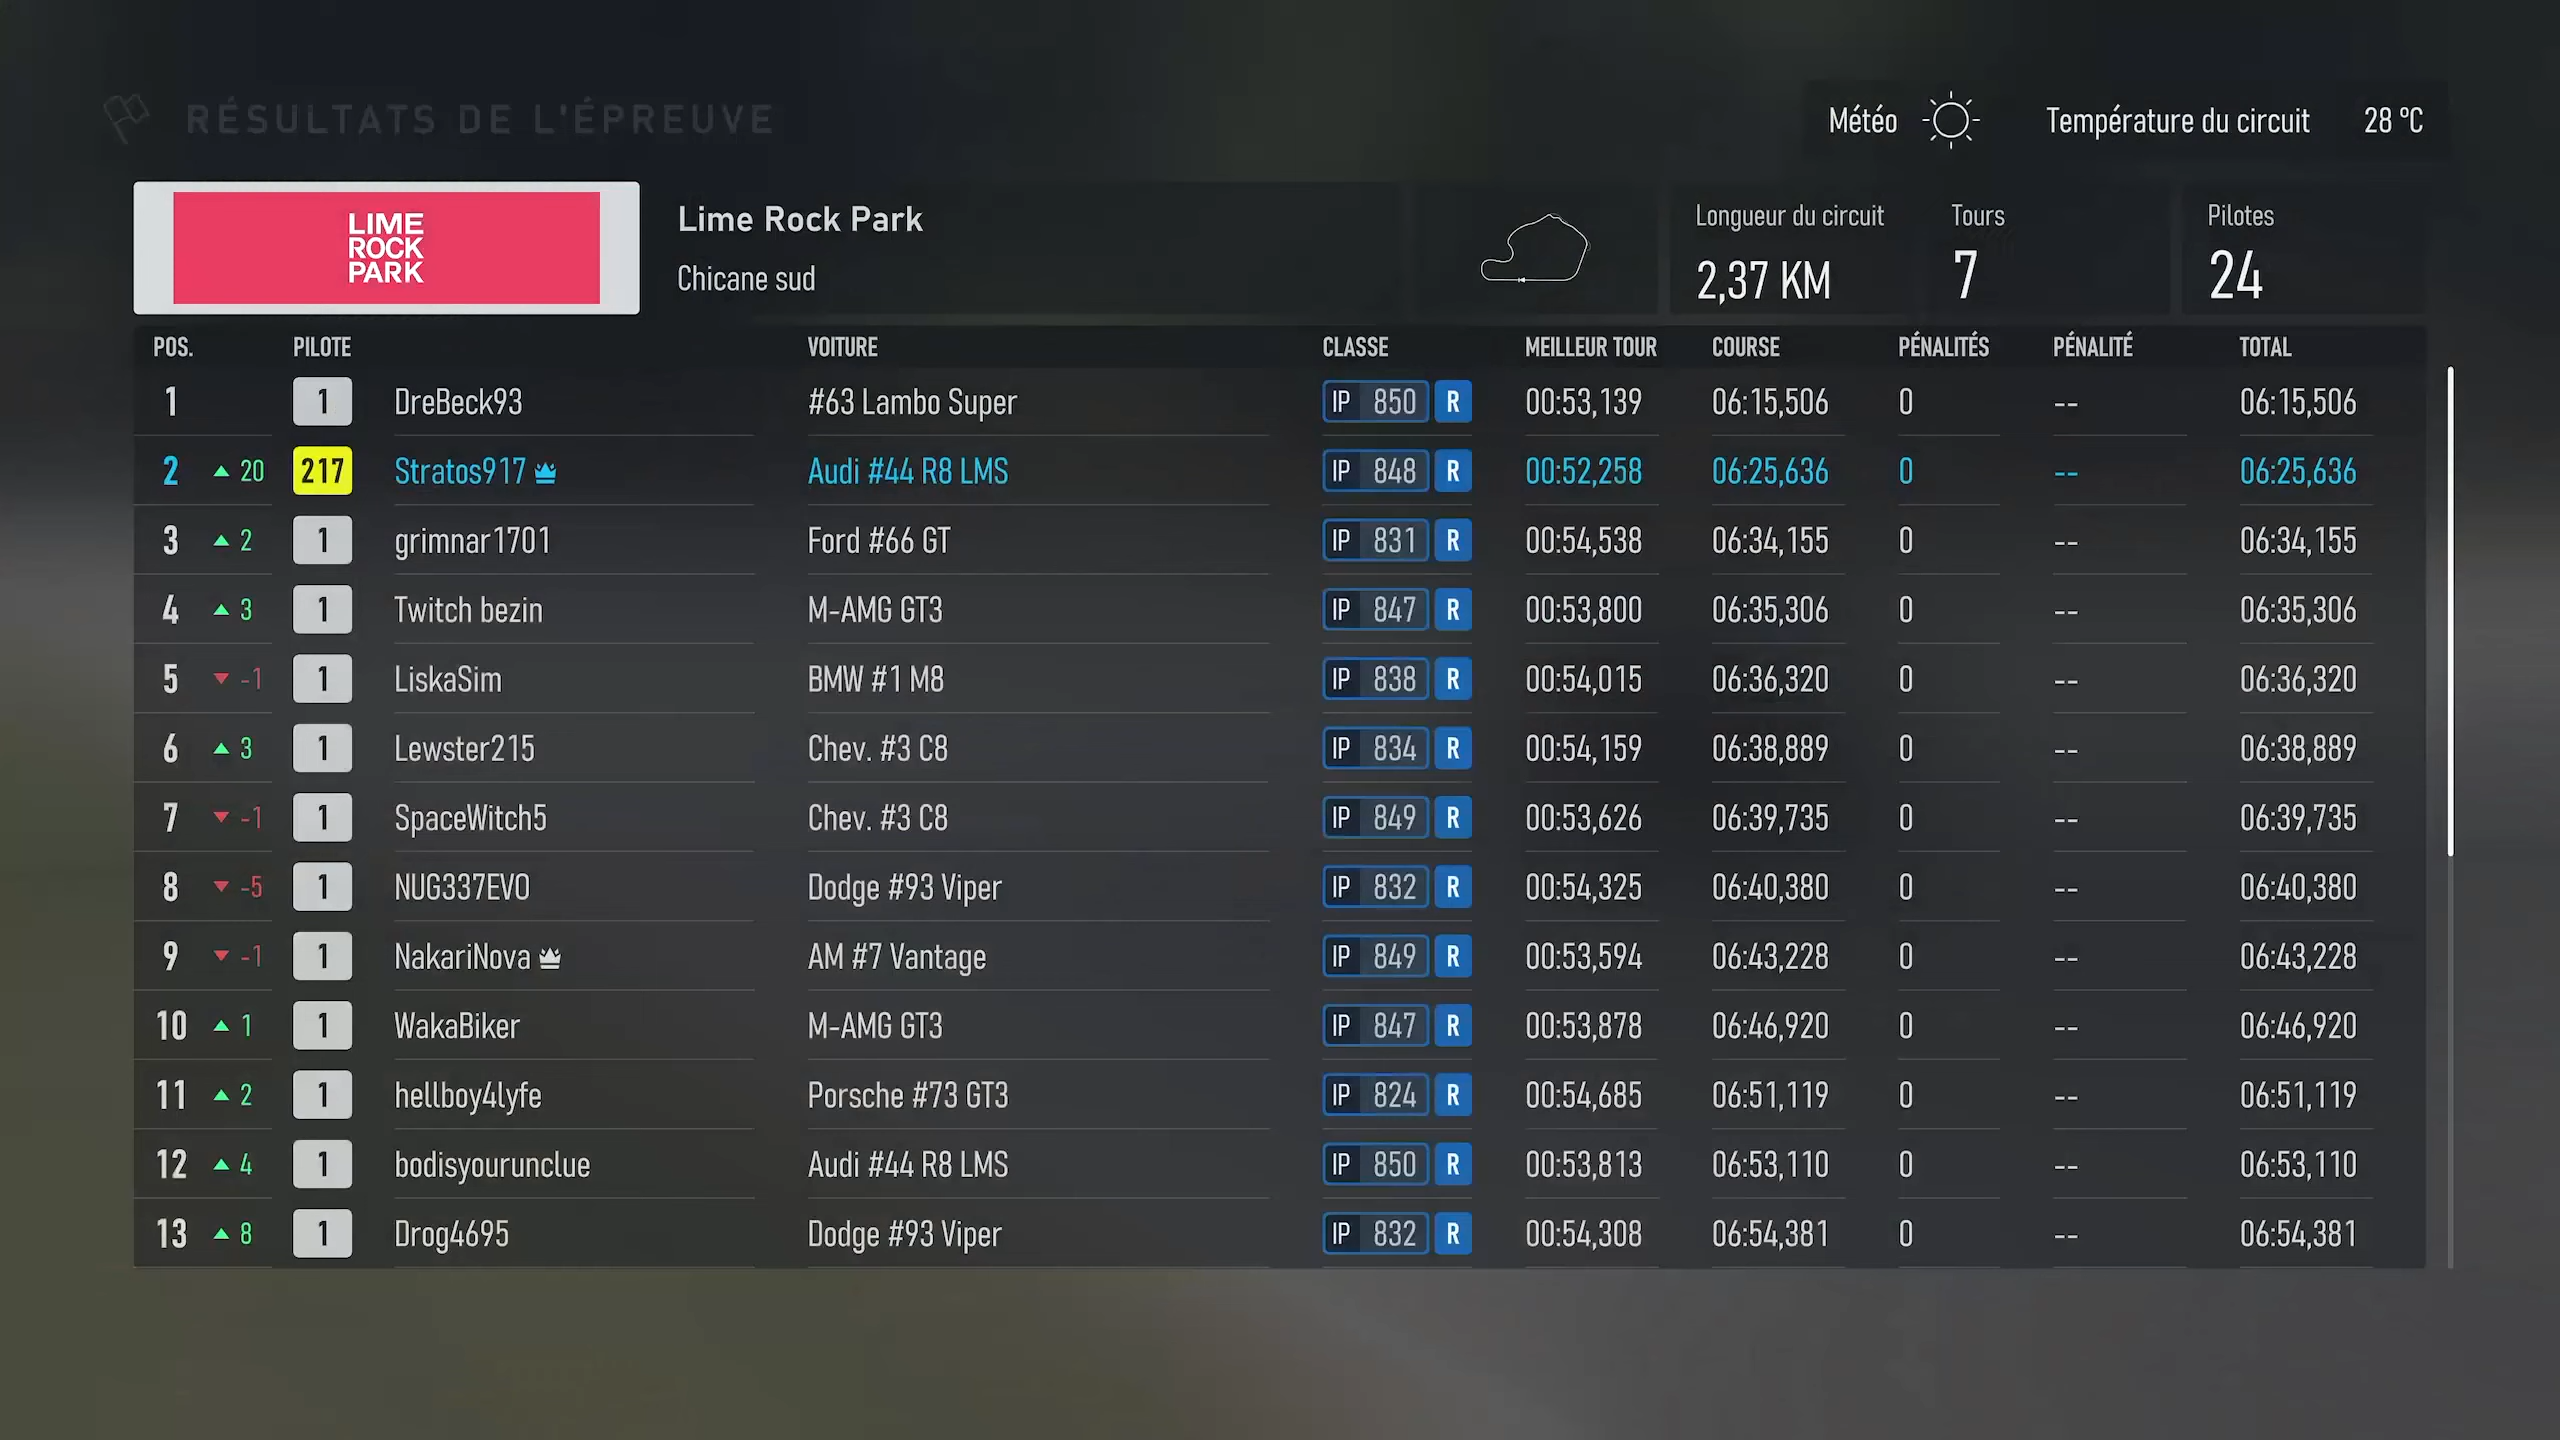 RÉSULTATS DE L'ÉPREUVE
Météo Température du circuit 28 °C
LIME
ROCK
PARK
Lime Rock Park
Chicane sud
Longueur du circuit
2,37 KM
Tours
7
Pilotes
24
POS. PILOTE VOITURE CLASSE MEILLEUR TOUR COURSE PÉNALITÉS PÉNALITÉ TOTAL
1 1 DreBeck93 #63 Lambo Super IP 850 R 00:53,139 06:15,506 0 -- 06:15,506
2 ▲ 20 217 Stratos917 Audi #44 R8 LMS IP 848 R 00:52,258 06:25,636 0 -- 06:25,636
3 ▲ 2 1 grimnar1701 Ford #66 GT IP 831 R 00:54,538 06:34,155 0 -- 06:34,155
4 ▲ 3 1 Twitch bezin M-AMG GT3 IP 847 R 00:53,800 06:35,306 0 -- 06:35,306
5 ▼ -1 1 LiskaSim BMW #1 M8 IP 838 R 00:54,015 06:36,320 0 -- 06:36,320
6 ▲ 3 1 Lewster215 Chev. #3 C8 IP 834 R 00:54,159 06:38,889 0 -- 06:38,889
7 ▼ -1 1 SpaceWitch5 Chev. #3 C8 IP 849 R 00:53,626 06:39,735 0 -- 06:39,735
8 ▼ -5 1 NUG337EVO Dodge #93 Viper IP 832 R 00:54,325 06:40,380 0 -- 06:40,380
9 ▼ -1 1 NakariNova AM #7 Vantage IP 849 R 00:53,594 06:43,228 0 -- 06:43,228
10 ▲ 1 1 WakaBiker M-AMG GT3 IP 847 R 00:53,878 06:46,920 0 -- 06:46,920
11 ▲ 2 1 hellboy4lyfe Porsche #73 GT3 IP 824 R 00:54,685 06:51,119 0 -- 06:51,119
12 ▲ 4 1 bodisyourunclue Audi #44 R8 LMS IP 850 R 00:53,813 06:53,110 0 -- 06:53,110
13 ▲ 8 1 Drog4695 Dodge #93 Viper IP 832 R 00:54,308 06:54,381 0 -- 06:54,381